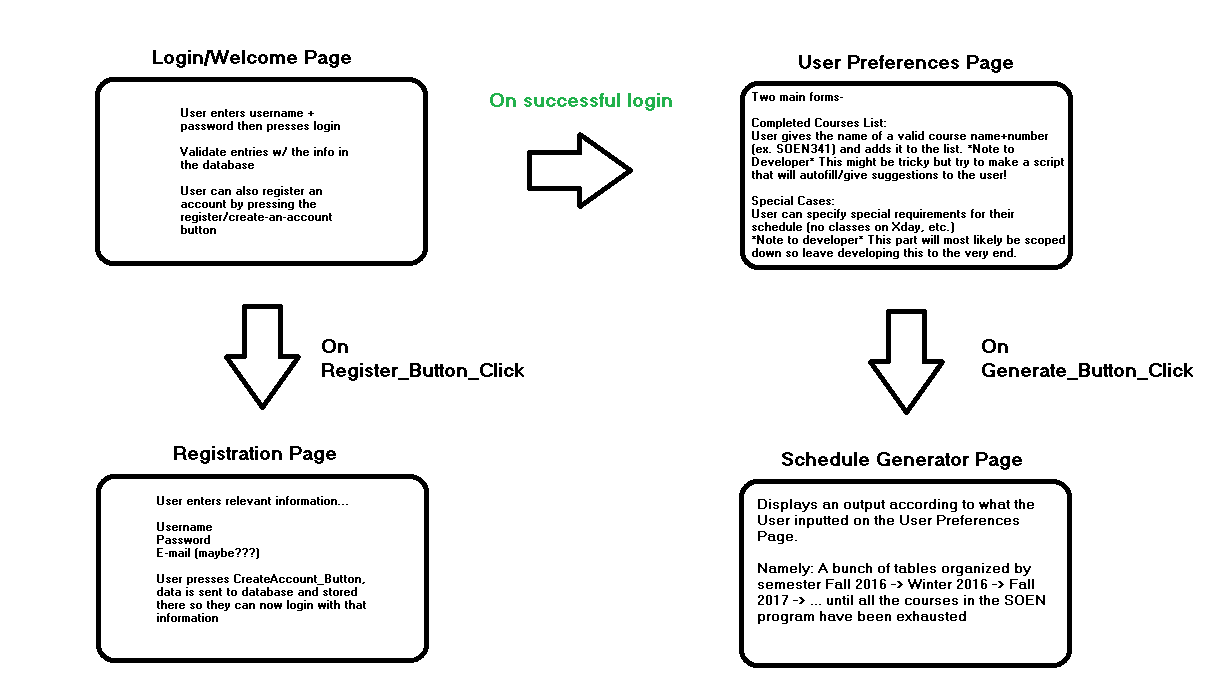 Login/Welcome Page
User enters username +
password then presses login
Validate entries w/ the info in
the database
User can also register an
account by pressing the
register/create-an-account
button
On successful login
User Preferences Page
Two main forms-
Completed Courses List:
User gives the name of a valid course name+number
(ex. SOEN341) and adds it to the list. *Note to
Developer* This might be tricky but try to make a script
that will autofill/give suggestions to the user!
Special Cases:
User can specify special requirements for their
schedule (no classes on Xday, etc.)
*Note to developer* This part will most likely be scoped
down so leave developing this to the very end.
On
Register_Button_Click
On
Generate_Button_Click
Registration Page
User enters relevant information...
Username
Password
E-mail (maybe???)
User presses CreateAccount_Button,
data is sent to database and stored
there so they can now login with that
information
Schedule Generator Page
Displays an output according to what the
User inputted on the User Preferences
Page.
Namely: A bunch of tables organized by
semester Fall 2016 -> Winter 2016 -> Fall
2017 -> ... until all the courses in the SOEN
program have been exhausted